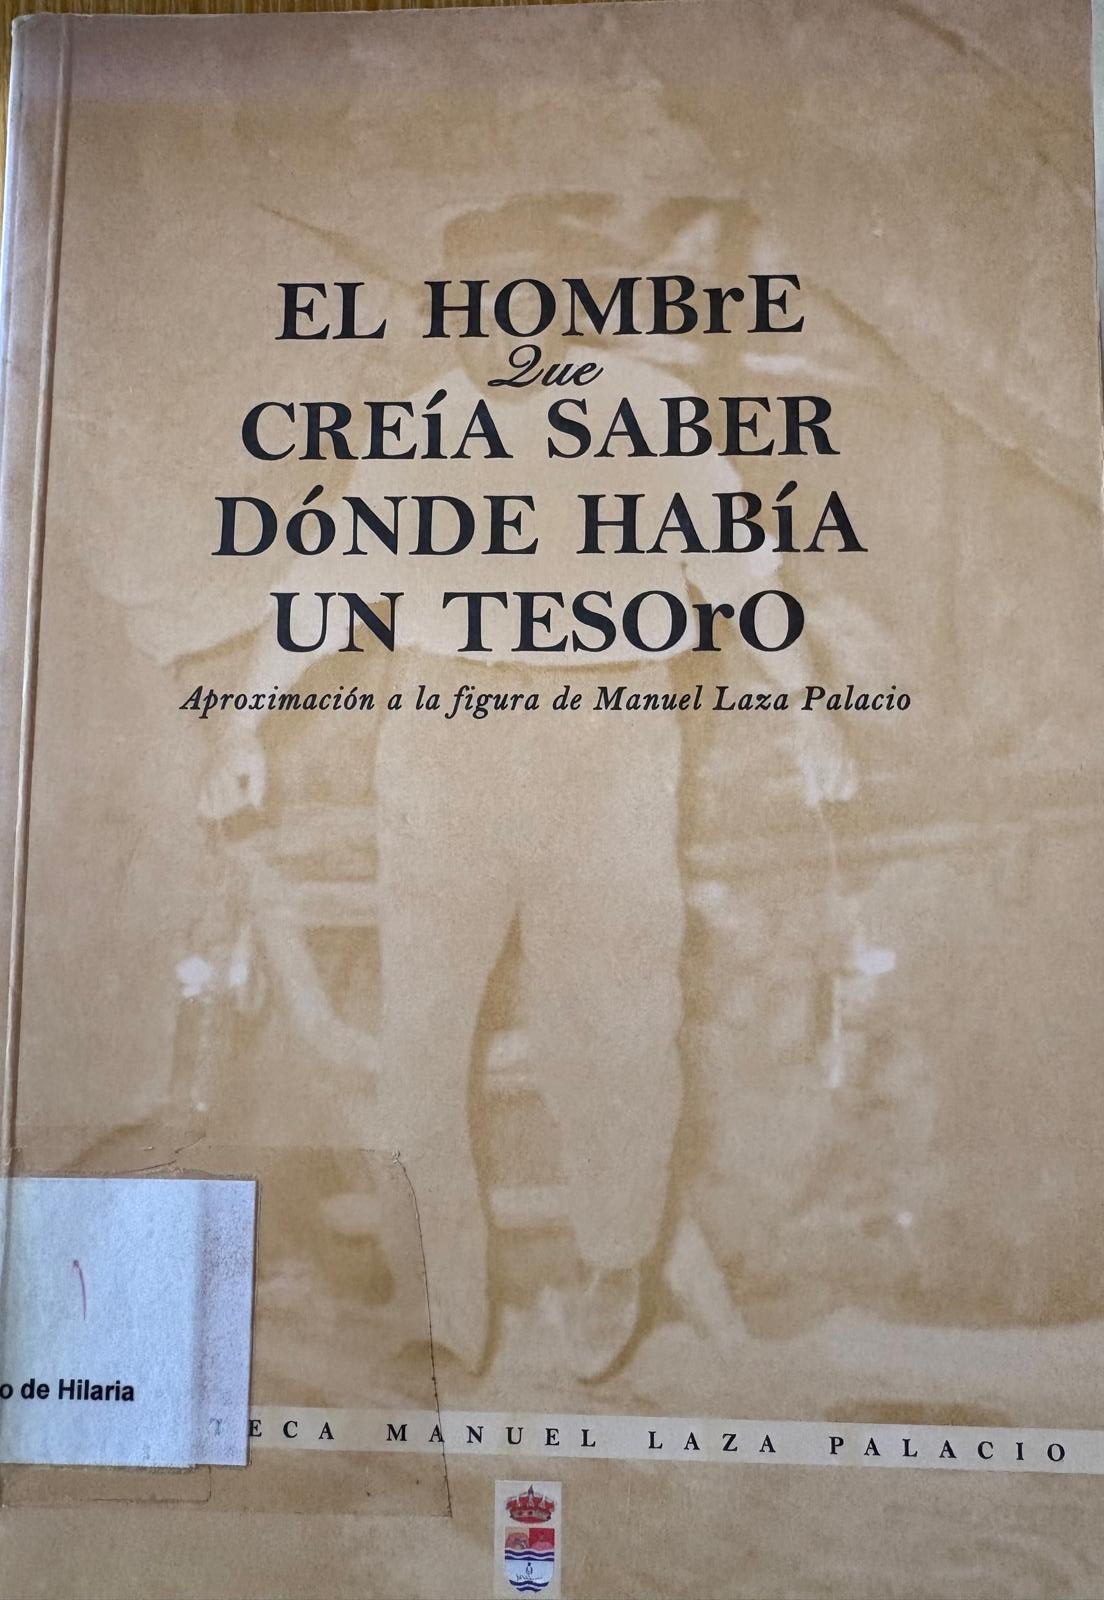 EL HOMBrE
Que
CREíA SABER
DóNDE HABíA
UN TESOrO
Aproximación a la figura de Manuel Laza Palacio
o de Hilaria
TECA MANUEL LAZA PALACIO